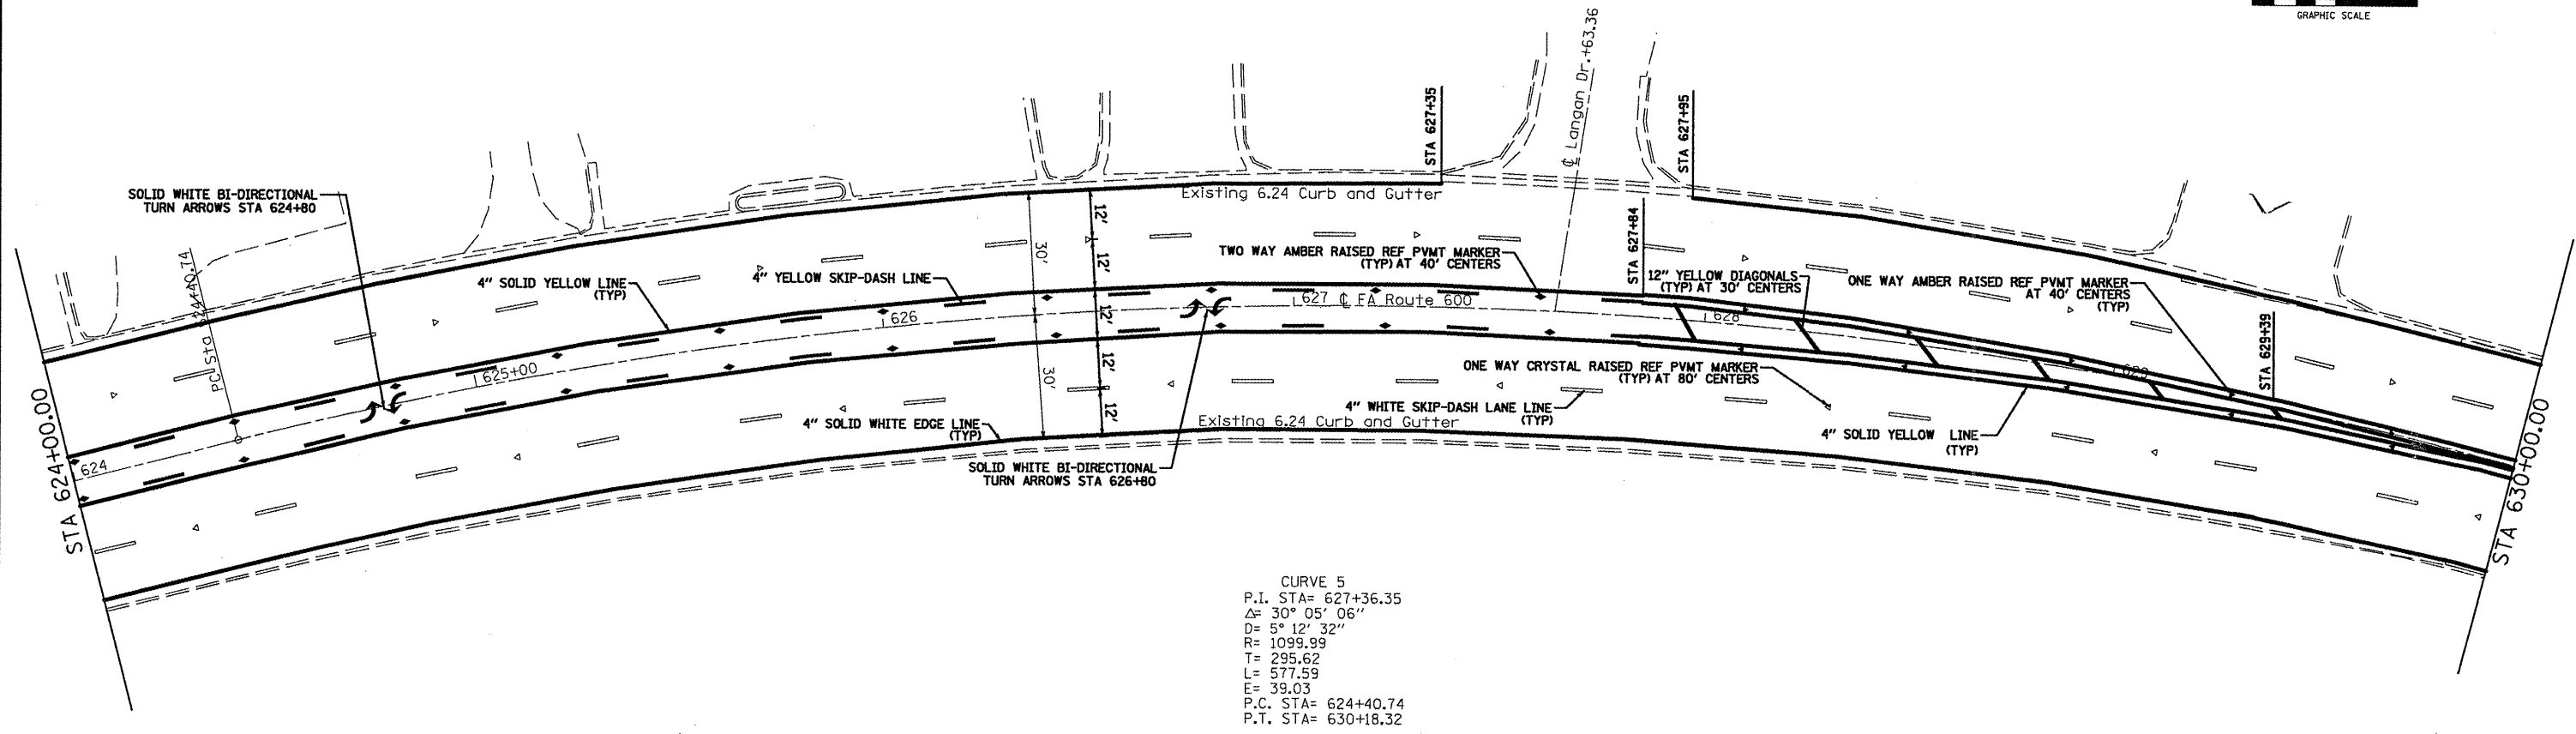 GRAPHIC SCALE
℄ Langan Dr.+63.36
STA 627+35
STA 627+95
SOLID WHITE BI-DIRECTIONAL
TURN ARROWS STA 624+80
Existing 6.24 Curb and Gutter
12'
30'
STA 627+84
TWO WAY AMBER RAISED REF PVMT MARKER
(TYP) AT 40' CENTERS
PC Sta 624+40.74
4" SOLID YELLOW LINE
(TYP)
4" YELLOW SKIP-DASH LINE
12'
12" YELLOW DIAGONALS
(TYP) AT 30' CENTERS
ONE WAY AMBER RAISED REF PVMT MARKER
AT 40' CENTERS
(TYP)
627 ℄ FA Route 600
626
12'
628
STA 629+39
625+00
12'
30'
ONE WAY CRYSTAL RAISED REF PVMT MARKER
(TYP) AT 80' CENTERS
629
4" WHITE SKIP-DASH LANE LINE
(TYP)
12'
4" SOLID WHITE EDGE LINE
(TYP)
Existing 6.24 Curb and Gutter
4" SOLID YELLOW LINE
(TYP)
624
STA 624+00.00
STA 630+00.00
SOLID WHITE BI-DIRECTIONAL
TURN ARROWS STA 626+80
CURVE 5
P.I. STA= 627+36.35
Δ= 30° 05' 06"
D= 5° 12' 32"
R= 1099.99
T= 295.62
L= 577.59
E= 39.03
P.C. STA= 624+40.74
P.T. STA= 630+18.32